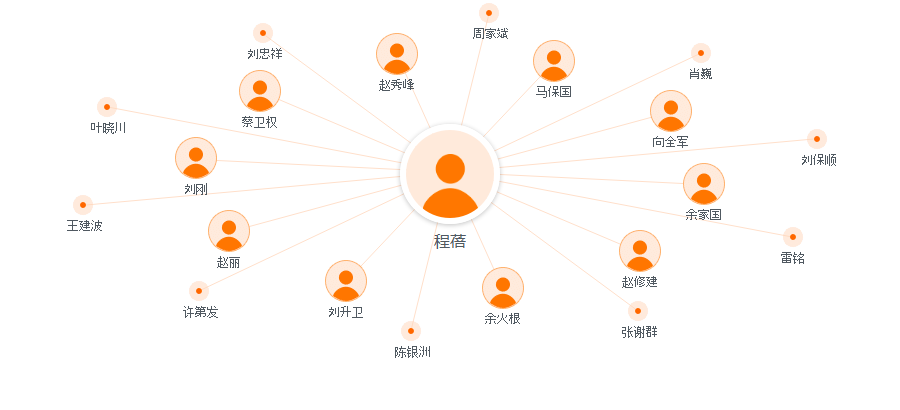 周家斌
刘忠祥
肖巍
赵秀峰
马保国
蔡卫权
叶晓川
向全军
刘保顺
刘刚
余家国
王建波
程蓓
赵丽
雷铭
赵修建
许第发
刘升卫
余火根
张谢群
陈银洲